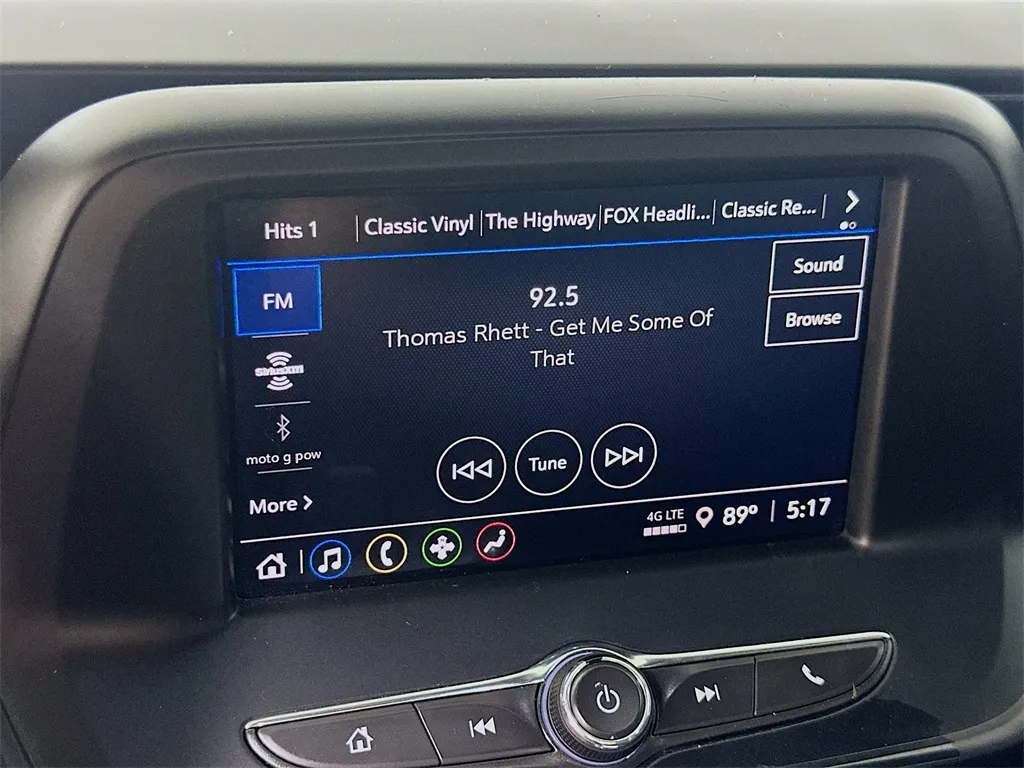 Hits 1 | Classic Vinyl | The Highway | FOX Headli... | Classic Re... |
Sound
FM
92.5
Browse
Thomas Rhett - Get Me Some Of
That
SiriusXM
moto g pow
Tune
More
4G LTE
89° | 5:17